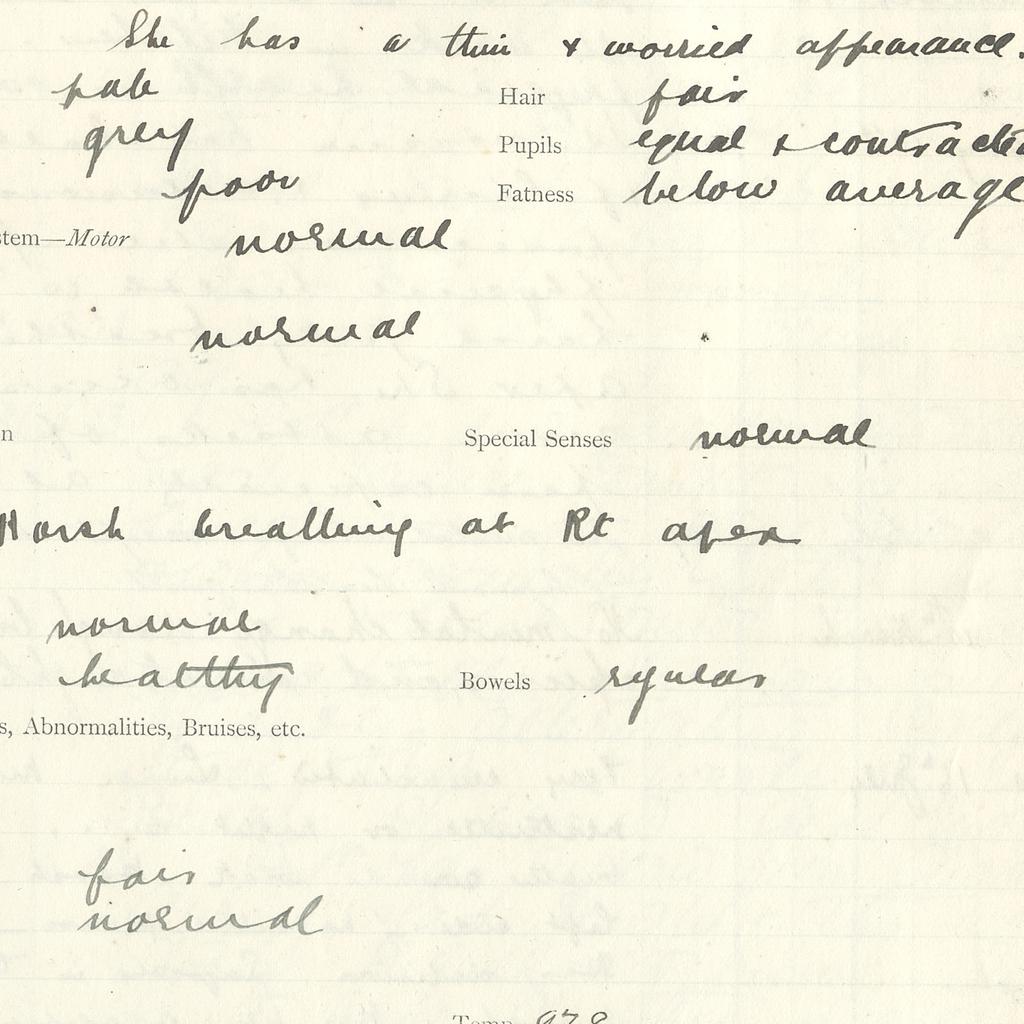 She has a thin & worried appearance.
pale Hair fair
grey Pupils equal & contracted
poor Fatness below average
stem—Motor normal
normal
n Special Senses normal
Harsh breathing at Rt apex
normal
healthy Bowels regular
s, Abnormalities, Bruises, etc.
fair
normal
Temp